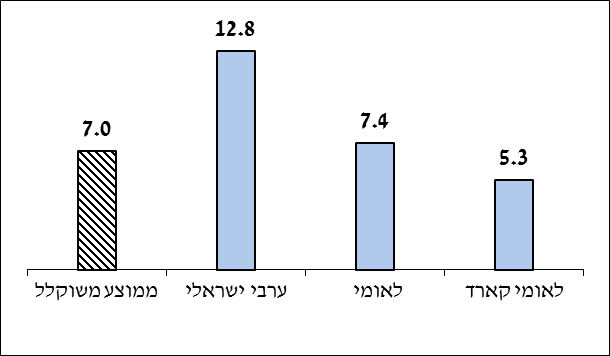 12.8
7.4
7.0
5.3
לאומי קארד
לאומי
ערבי ישראלי
ממוצע משוקלל